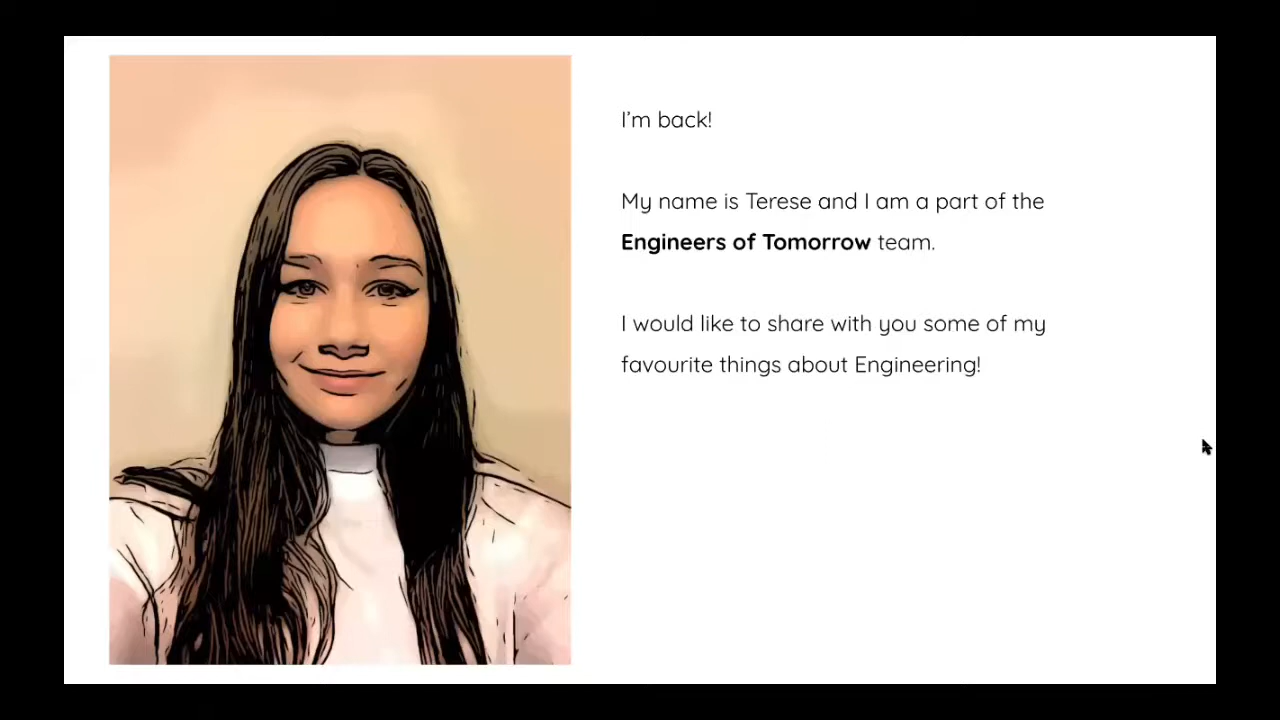 I'm back!
My name is Terese and I am a part of the
Engineers of Tomorrow team.
I would like to share with you some of my
favourite things about Engineering!